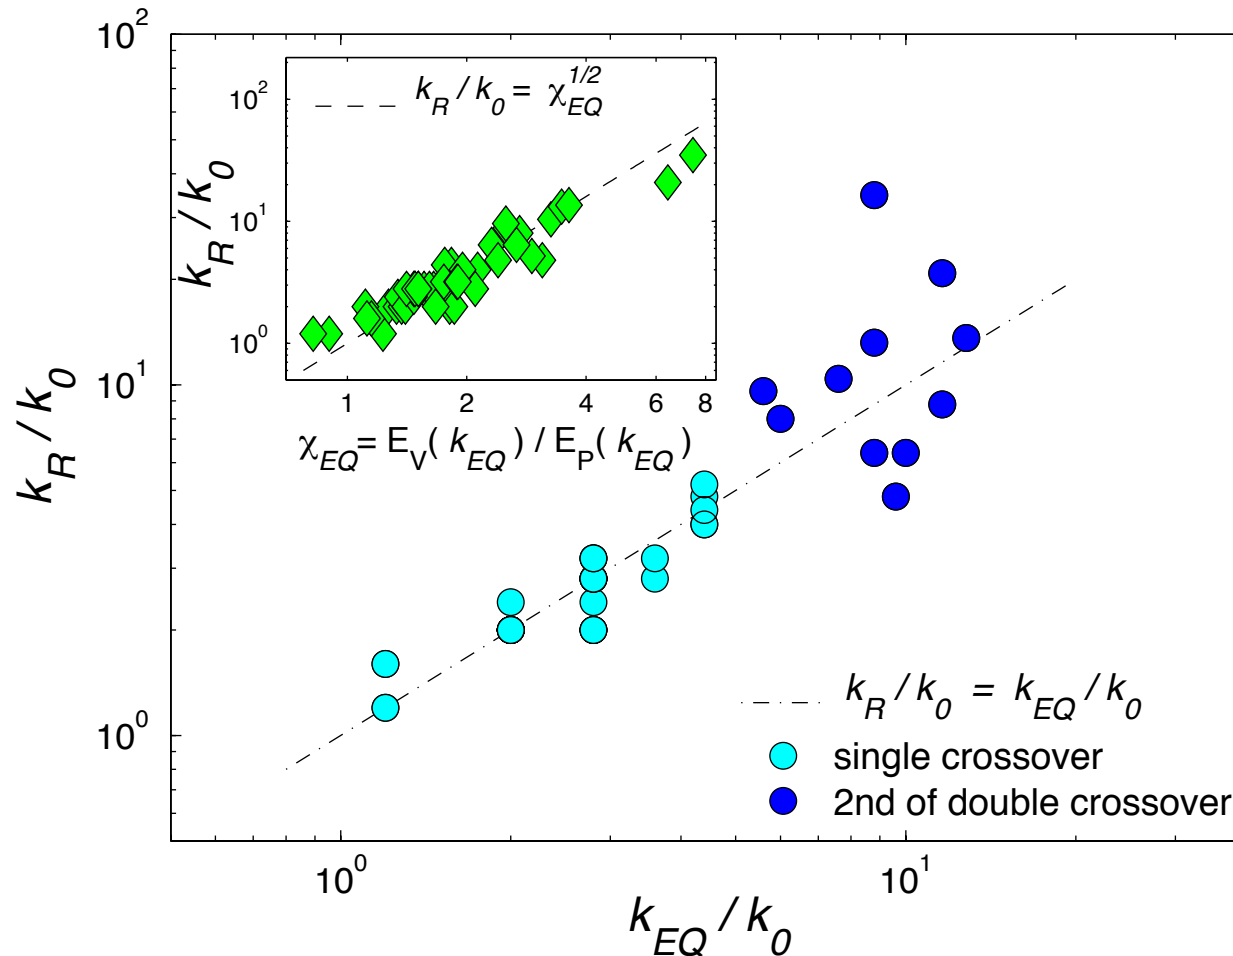 10^2
10^1
10^0
k_R / k_0
10^2
10^1
10^0
k_R / k_0
k_R / k_0 = χ_EQ^1/2
1 2 4 6 8
χ_EQ = E_V( k_EQ ) / E_P( k_EQ )
k_R / k_0 = k_EQ / k_0
single crossover
2nd of double crossover
10^0 10^1
k_EQ / k_0